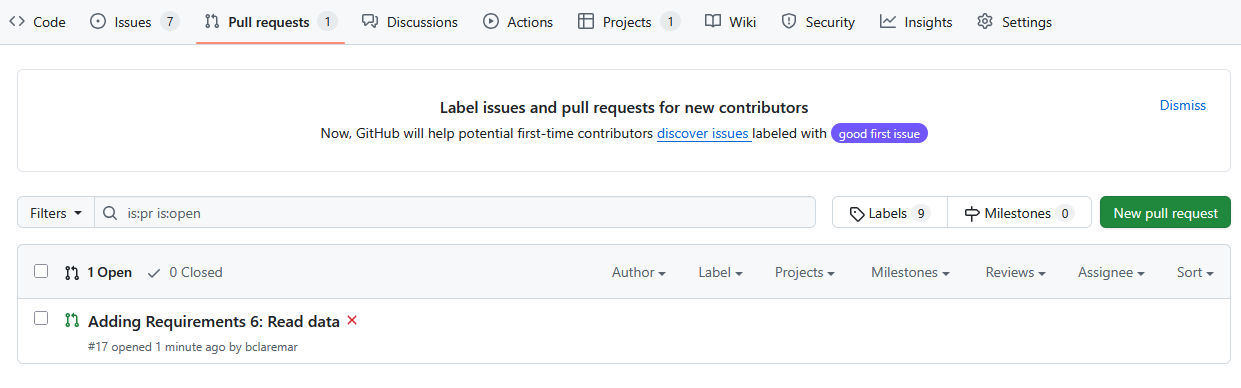 Code Issues 7 Pull requests 1 Discussions Actions Projects 1 Wiki Security Insights Settings
Label issues and pull requests for new contributors
Dismiss
Now, GitHub will help potential first-time contributors discover issues labeled with good first issue
Filters is:pr is:open Labels 9 Milestones 0 New pull request
1 Open 0 Closed Author Label Projects Milestones Reviews Assignee Sort
Adding Requirements 6: Read data
#17 opened 1 minute ago by bclaremar